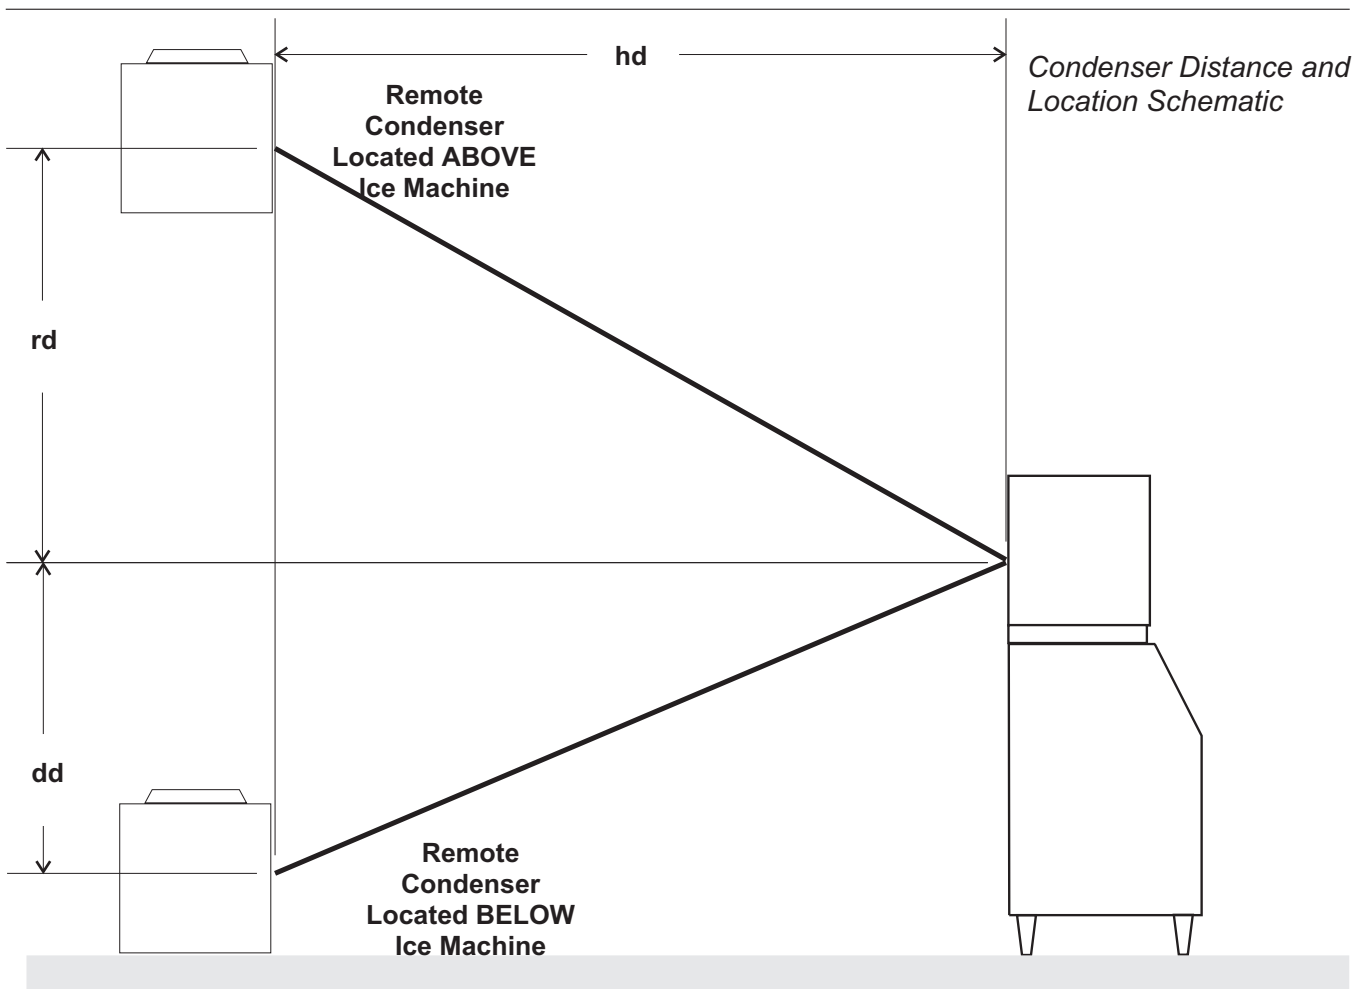 hd
Condenser Distance and
Location Schematic
Remote
Condenser
Located ABOVE
Ice Machine
rd
dd
Remote
Condenser
Located BELOW
Ice Machine